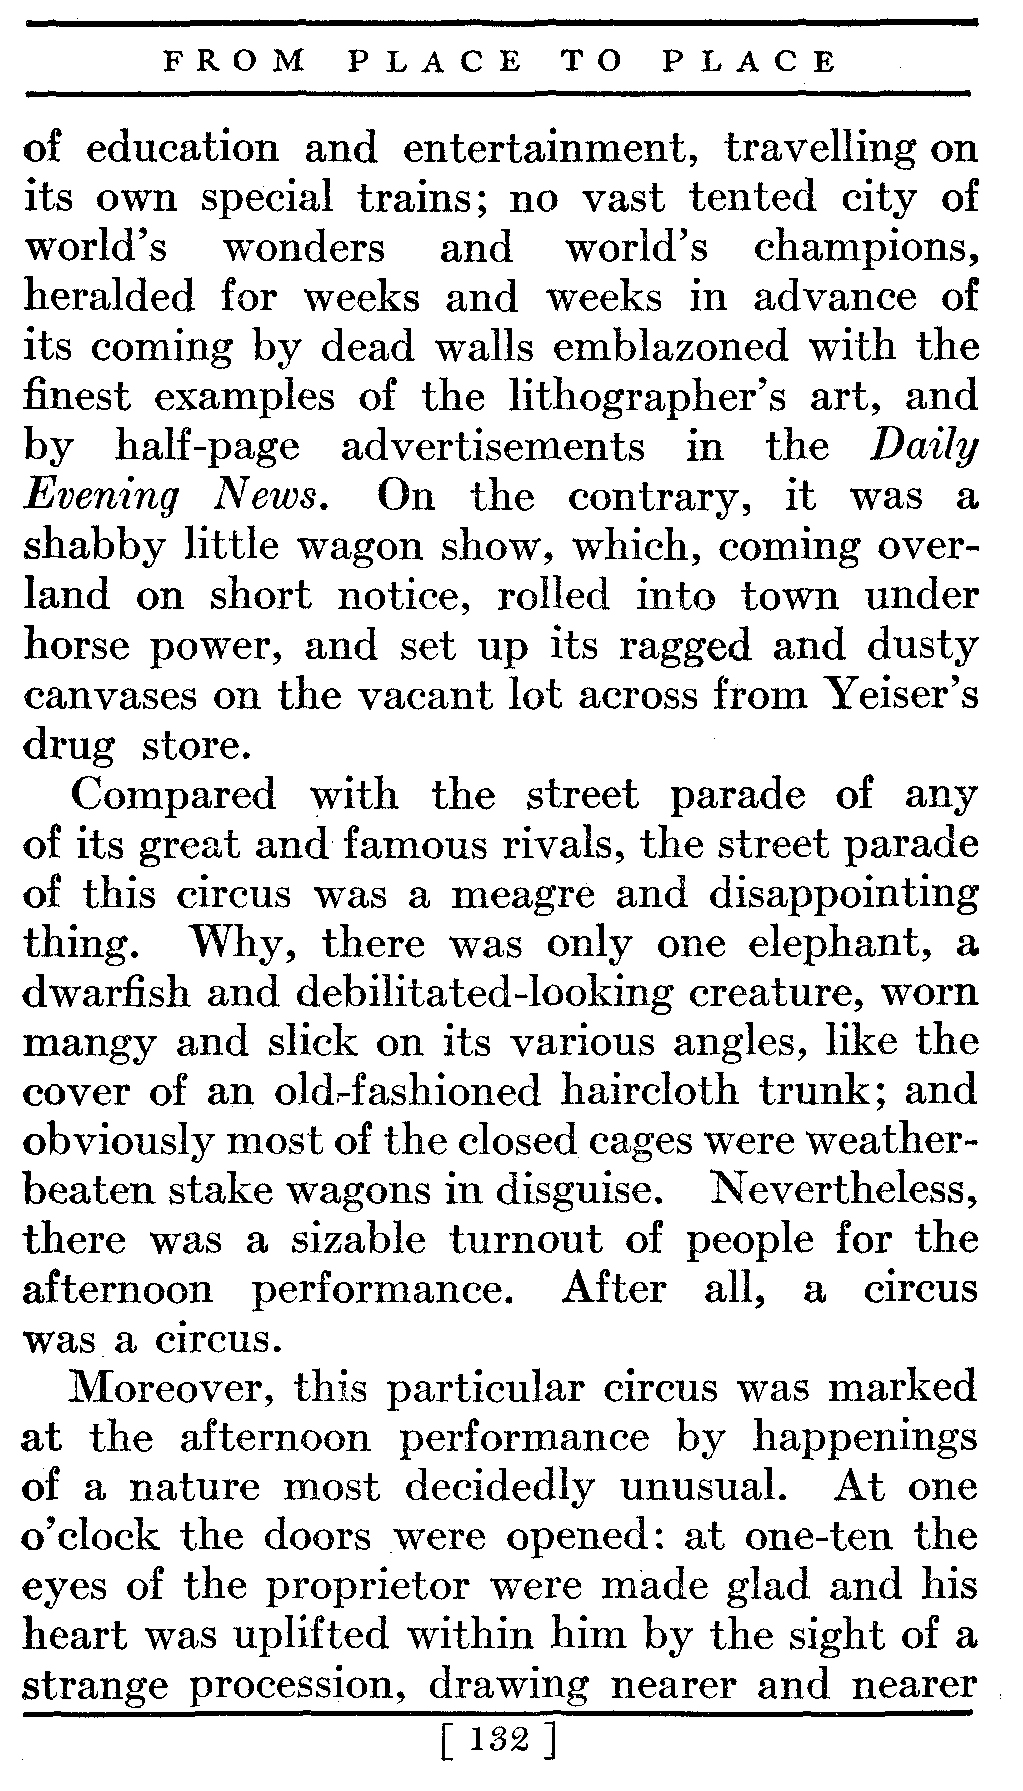 FROM PLACE TO PLACE
of education and entertainment, travelling on
its own special trains; no vast tented city of
world's wonders and world's champions,
heralded for weeks and weeks in advance of
its coming by dead walls emblazoned with the
finest examples of the lithographer's art, and
by half-page advertisements in the Daily
Evening News. On the contrary, it was a
shabby little wagon show, which, coming over-
land on short notice, rolled into town under
horse power, and set up its ragged and dusty
canvases on the vacant lot across from Yeiser's
drug store.
Compared with the street parade of any
of its great and famous rivals, the street parade
of this circus was a meagre and disappointing
thing. Why, there was only one elephant, a
dwarfish and debilitated-looking creature, worn
mangy and slick on its various angles, like the
cover of an old-fashioned haircloth trunk; and
obviously most of the closed cages were weather-
beaten stake wagons in disguise. Nevertheless,
there was a sizable turnout of people for the
afternoon performance. After all, a circus
was a circus.
Moreover, this particular circus was marked
at the afternoon performance by happenings
of a nature most decidedly unusual. At one
o'clock the doors were opened: at one-ten the
eyes of the proprietor were made glad and his
heart was uplifted within him by the sight of a
strange procession, drawing nearer and nearer
[ 132 ]